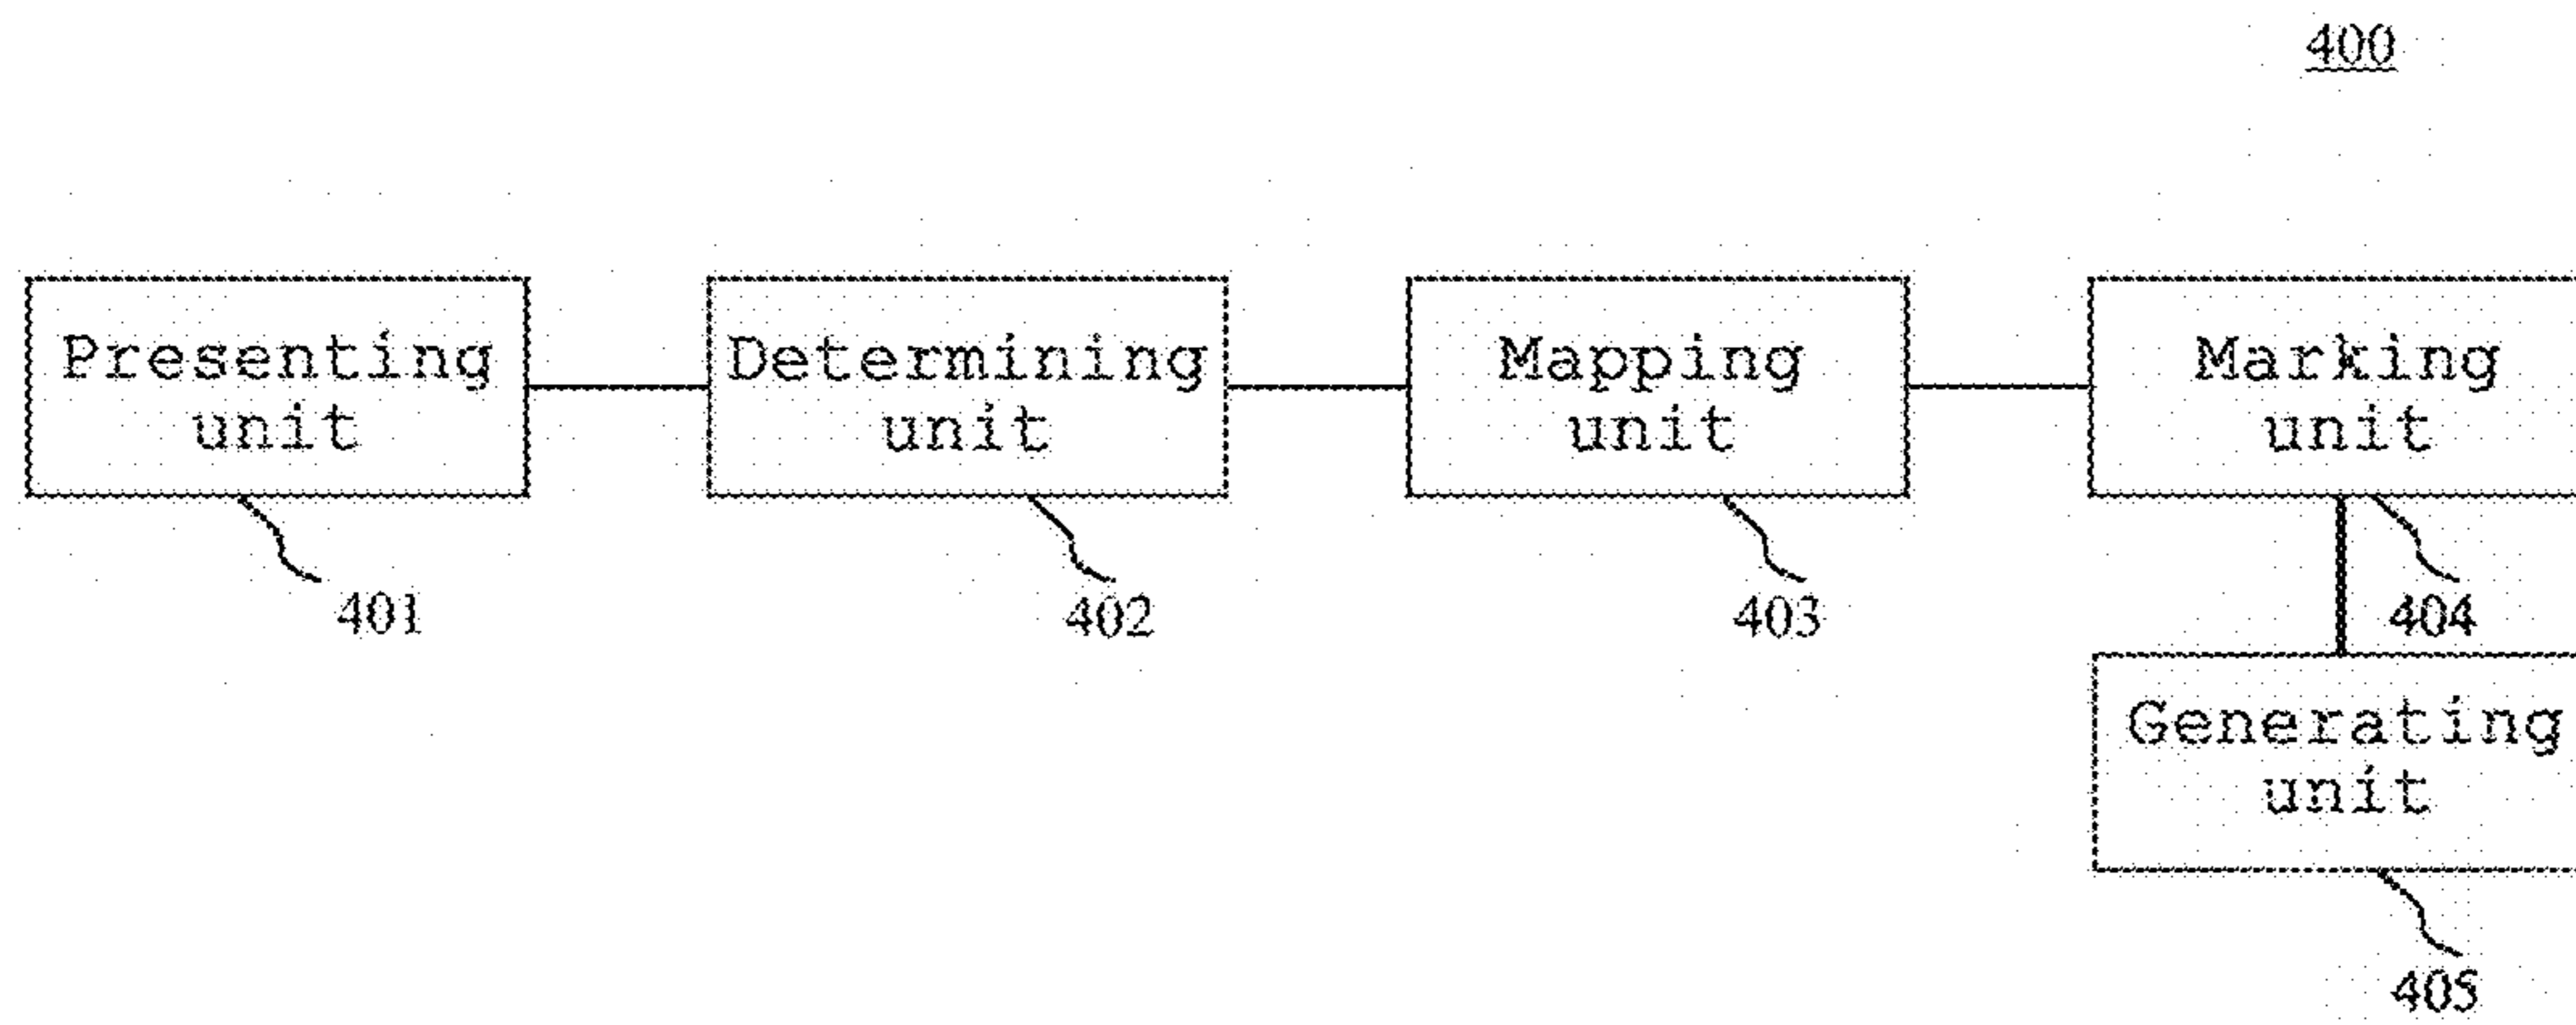 400
Presenting
unit
Determining
unit
Mapping
unit
Marking
unit
401
402
403
404
Generating
unit
405